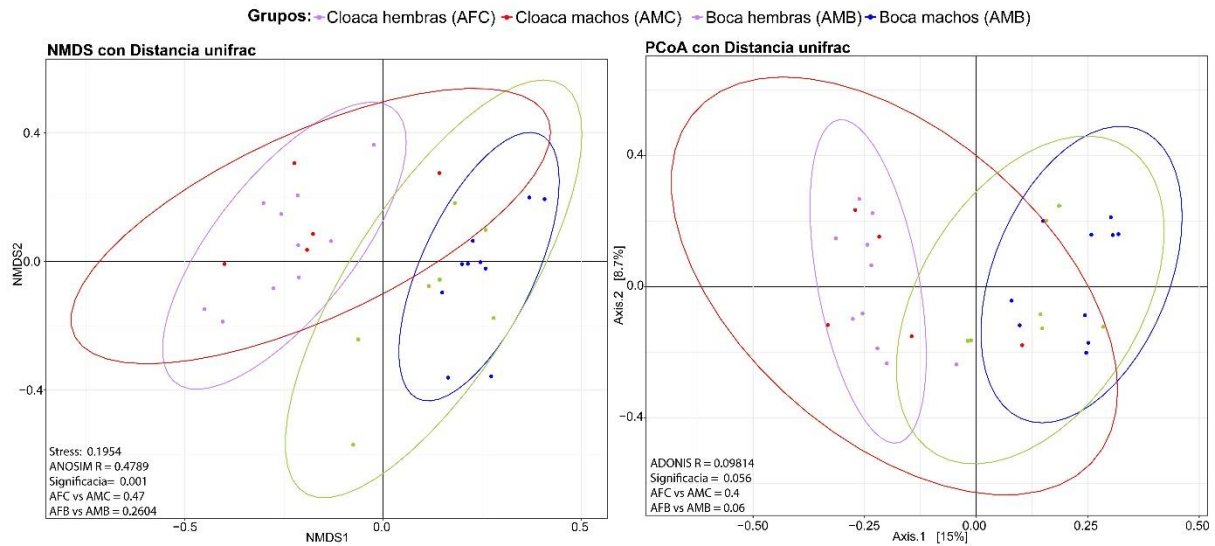 Grupos: Cloaca hembras (AFC) Cloaca machos (AMC) Boca hembras (AMB) Boca machos (AMB)
NMDS con Distancia unifrac
0.4
0.0
−0.4
NMDS2
Stress: 0.1954
ANOSIM R = 0.4789
Significacia= 0.001
AFC vs AMC = 0.47
AFB vs AMB = 0.2604
−0.5
0.0
0.5
NMDS1
PCoA con Distancia unifrac
0.4
0.0
−0.4
Axis.2 [8.7%]
ADONIS R = 0.09814
Significacia = 0.056
AFC vs AMC = 0.4
AFB vs AMB = 0.06
−0.50
−0.25
0.00
0.25
0.50
Axis.1 [15%]